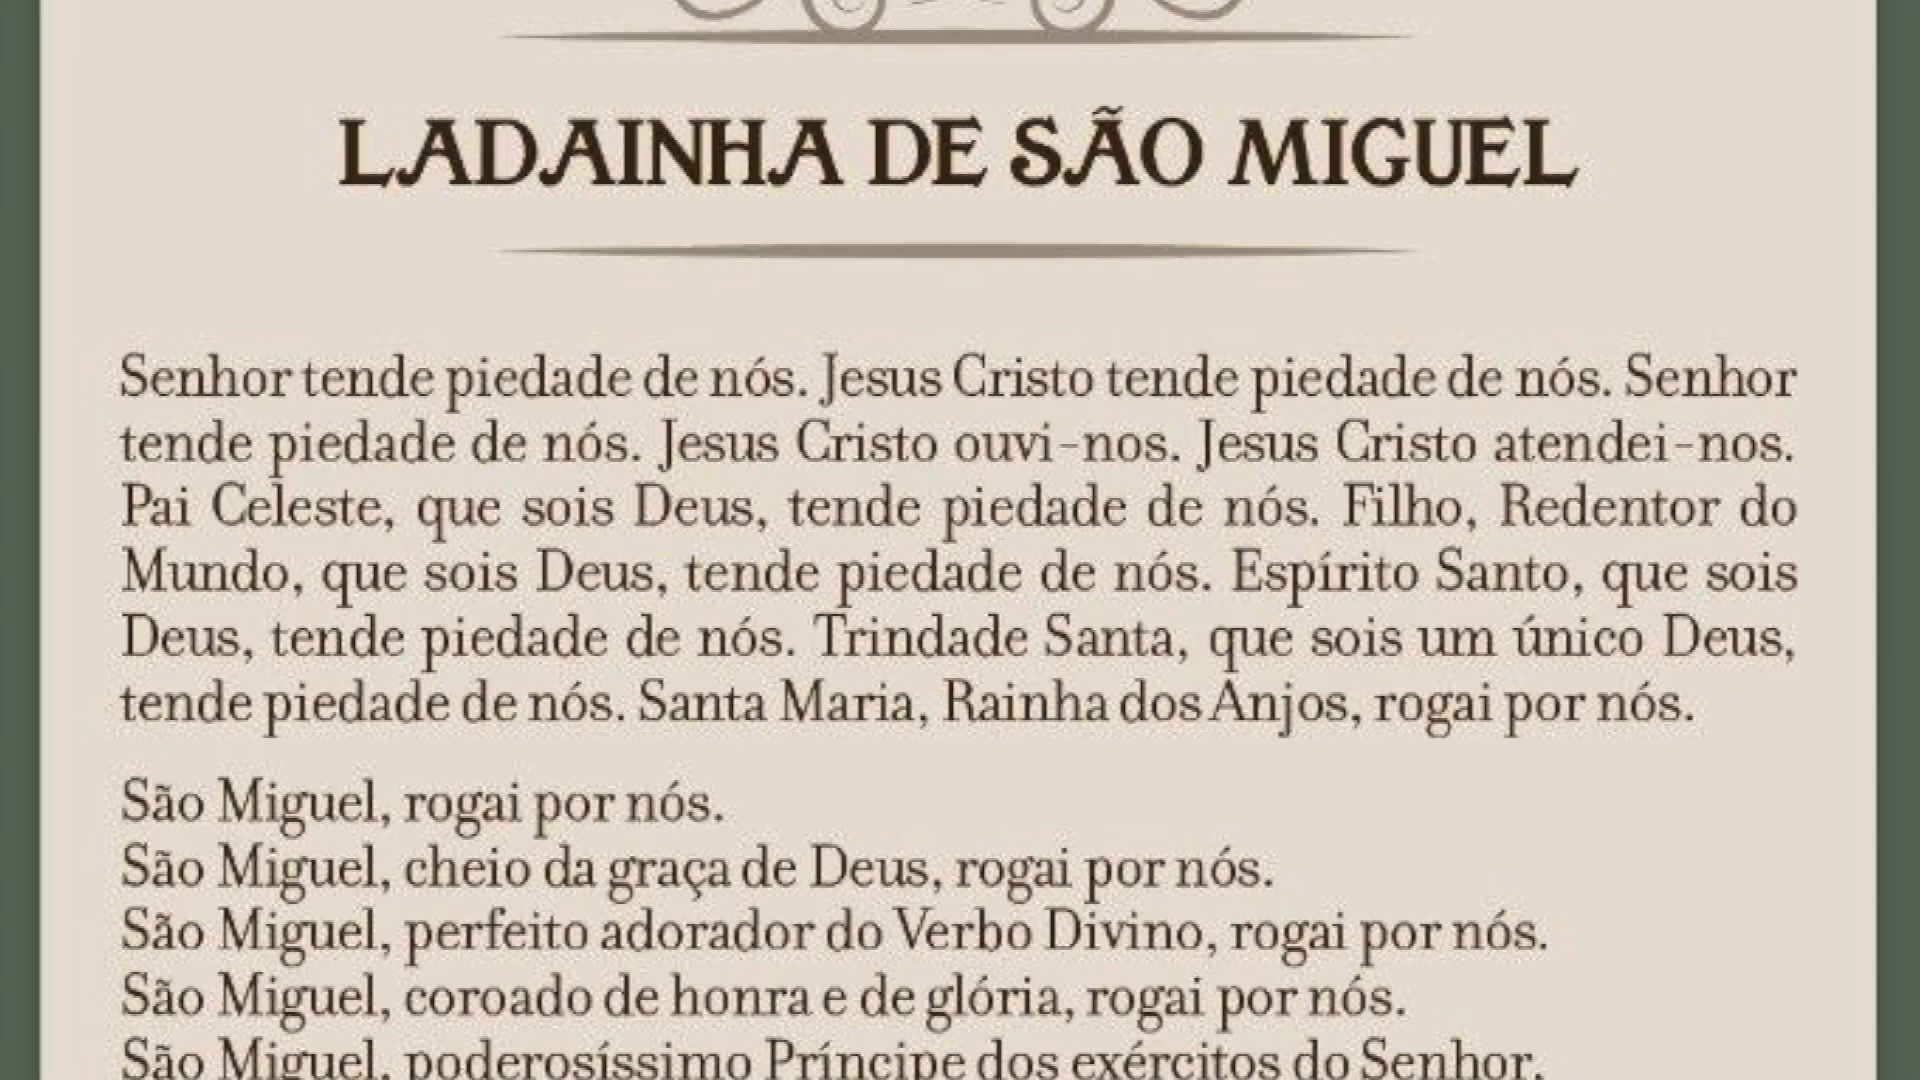 LADAINHA DE SÃO MIGUEL
Senhor tende piedade de nós. Jesus Cristo tende piedade de nós. Senhor
tende piedade de nós. Jesus Cristo ouvi-nos. Jesus Cristo atendei-nos.
Pai Celeste, que sois Deus, tende piedade de nós. Filho, Redentor do
Mundo, que sois Deus, tende piedade de nós. Espírito Santo, que sois
Deus, tende piedade de nós. Trindade Santa, que sois um único Deus,
tende piedade de nós. Santa Maria, Rainha dos Anjos, rogai por nós.
São Miguel, rogai por nós.
São Miguel, cheio da graça de Deus, rogai por nós.
São Miguel, perfeito adorador do Verbo Divino, rogai por nós.
São Miguel, coroado de honra e de glória, rogai por nós.
São Miguel, poderosíssimo Príncipe dos exércitos do Senhor,